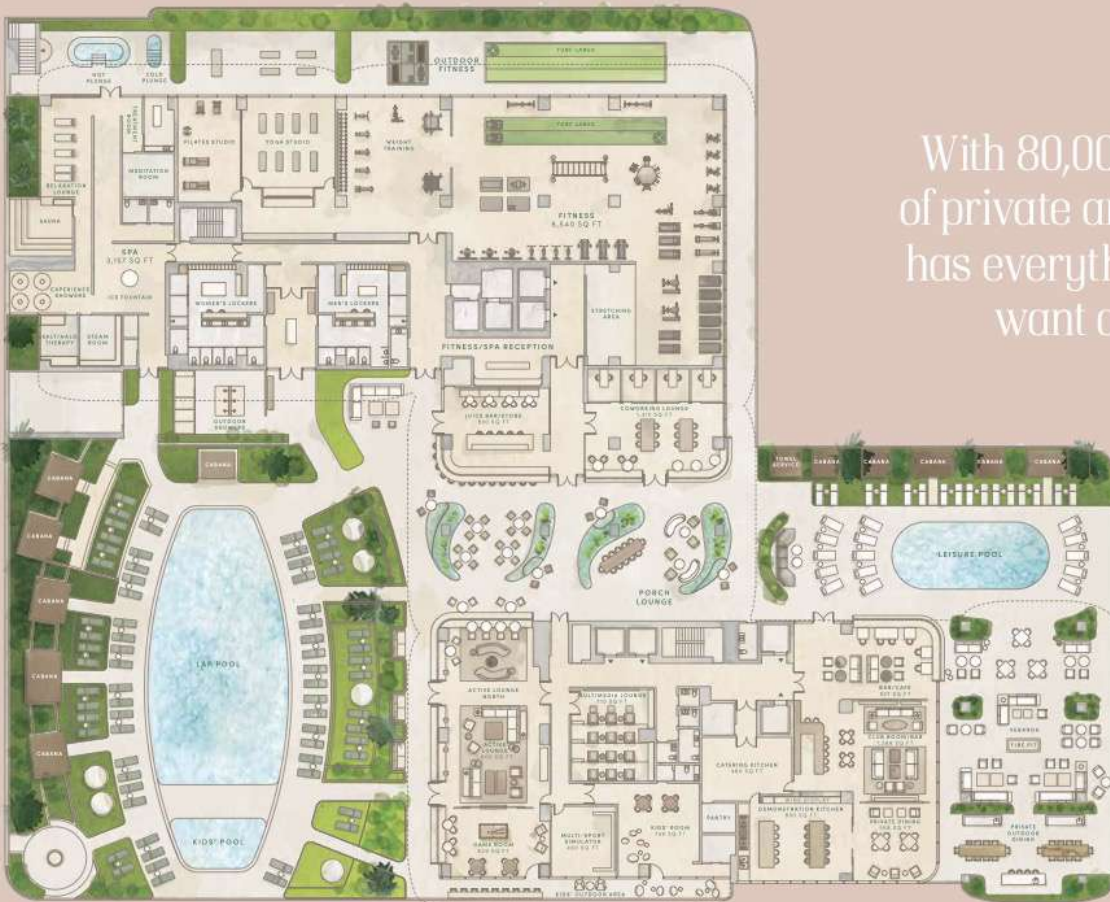 With 80,00
of private a
has everyth
want
HOT
PLUNGE
COLD
PLUNGE
OUTDOOR
FITNESS
TURF LANES
TREATMENT
ROOM
PILATES STUDIO
YOGA STUDIO
WEIGHT
TRAINING
TURF LANES
MEDITATION
ROOM
RELAXATION
LOUNGE
SAUNA
FITNESS
SPA
EXPERIENCE
SHOWERS
ICE FOUNTAIN
WOMEN'S LOCKERS
MEN'S LOCKERS
STRETCHING
AREA
THERAPY
STEAM
ROOM
FITNESS/SPA RECEPTION
OUTDOOR
SHOWERS
JUICE BAR/STORE
COWORKING LOUNGE
CABANA
CABANA
CABANA
CABANA
CABANA
CABANA
TOWEL
SERVICE
CABANA
CABANA
CABANA
CABANA
CABANA
LEISURE POOL
PORCH
LOUNGE
LAP POOL
KIDS' POOL
ACTIVE LOUNGE
NORTH
ACTIVE
LOUNGE
MULTIMEDIA LOUNGE
BAR/CAFE
VERANDA
FIRE PIT
CATERING KITCHEN
PANTRY
DEMONSTRATION KITCHEN
PRIVATE DINING
PRIVATE
OUTDOOR
DINING
GAME ROOM
MULTI-SPORT
SIMULATOR
KIDS' ROOM
KIDS' OUTDOOR AREA